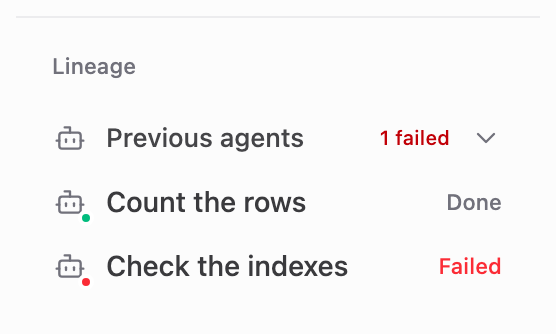 Lineage
Previous agents 1 failed
Count the rows Done
Check the indexes Failed